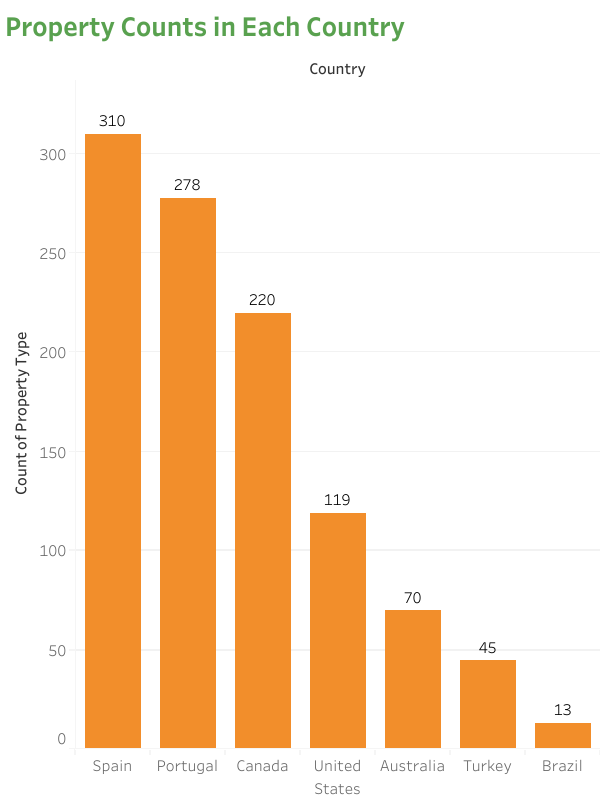 Property Counts in Each Country
Country
Count of Property Type
300
250
200
150
100
50
0
310
278
220
119
70
45
13
Spain
Portugal
Canada
United
States
Australia
Turkey
Brazil